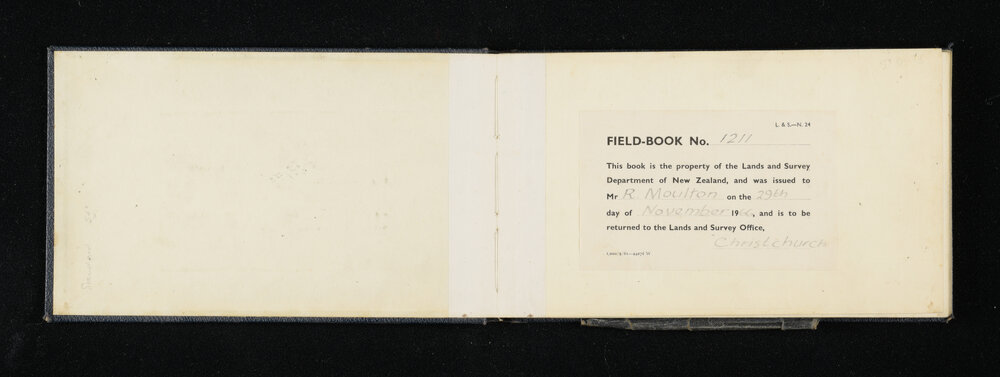 L. & S.—N. 24
FIELD-BOOK No. 1211
This book is the property of the Lands and Survey
Department of New Zealand, and was issued to
Mr R. Moulton on the 29th
day of November 19, and is to be
returned to the Lands and Survey Office,
Christchurch